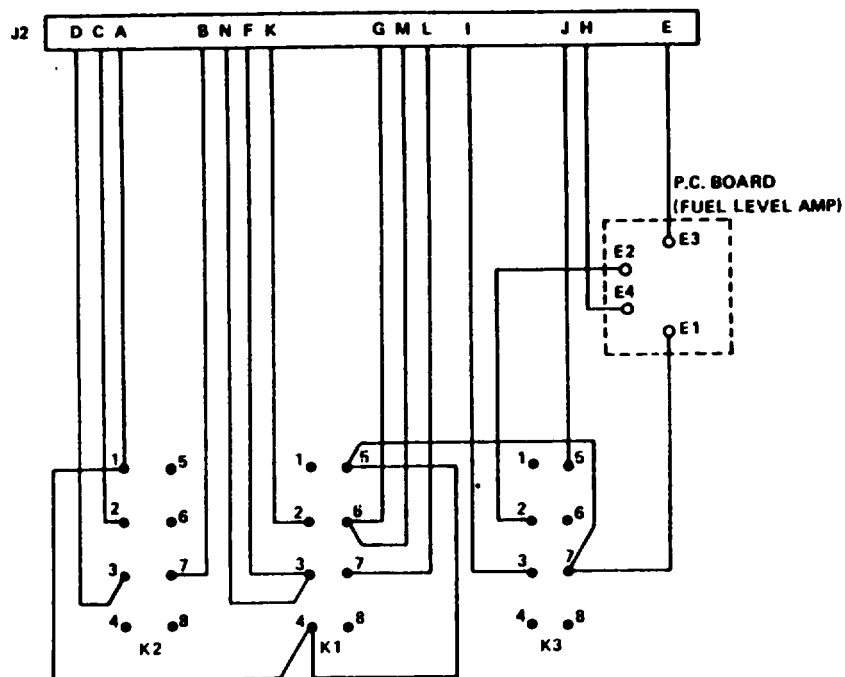 J2 D C A B N F K G M L I J H E
P.C. BOARD
(FUEL LEVEL AMP)
E2 E3
E4
E1
1 5 1 5 1 5
2 6 2 6 2 6
3 7 3 7 3 7
4 8 4 8 4 8
K2 K1 K3